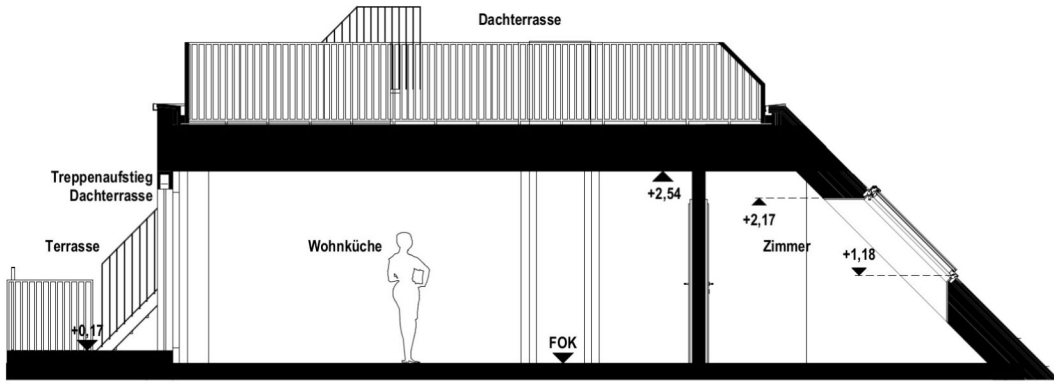 Dachterrasse
Treppenaufstieg
Dachterrasse
+2,54
+2,17
Terrasse
Wohnküche
Zimmer
+1,18
+0,17
FOK